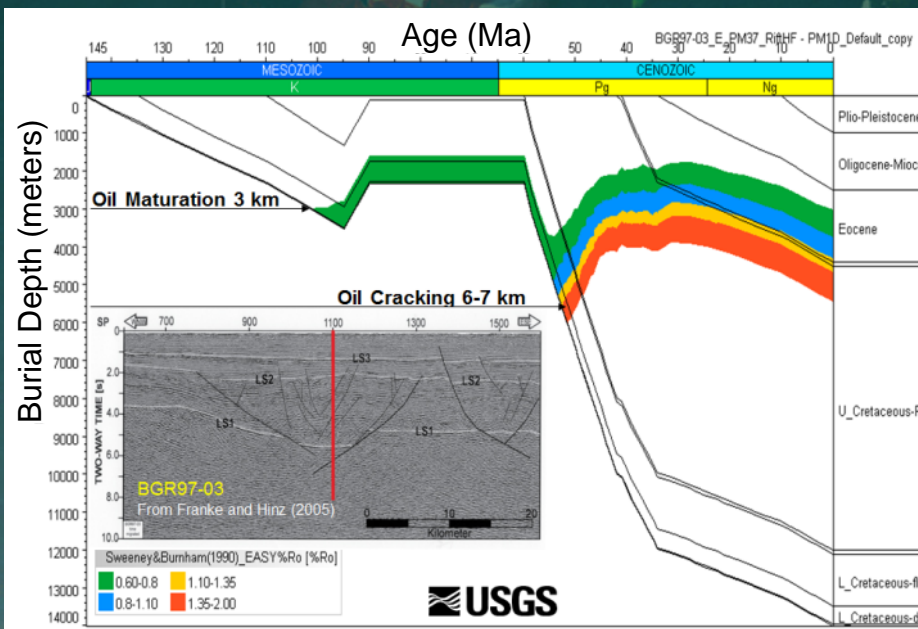 Age (Ma)
BGR97-03_E_PM37_RiftHF - PM1D_Default_copy
145 100 90 50 40 30 20 10 0
MESOZOIC CENOZOIC
J K Pg Ng
Burial Depth (meters)
0
1000
2000
3000
4000
5000
6000
7000
8000
9000
10000
11000
12000
13000
14000
Oil Maturation 3 km
Oil Cracking 6-7 km
Plio-Pleistocene
Oligocene-Mioc
Eocene
U_Cretaceous-F
L_Cretaceous-fl
L_Cretaceous-d
SP 700 900 1100 1300 1500
TWO-WAY TIME [s]
0
2.0
4.0
6.0
8.0
10.0
LS3
LS2 LS2
LS1 LS1
BGR97-03
From Franke and Hinz (2005)
0 10 20
Kilometer
Sweeney&Burnham(1990)_EASY%Ro [%Ro]
0.60-0.8 1.10-1.35
0.8-1.10 1.35-2.00
USGS